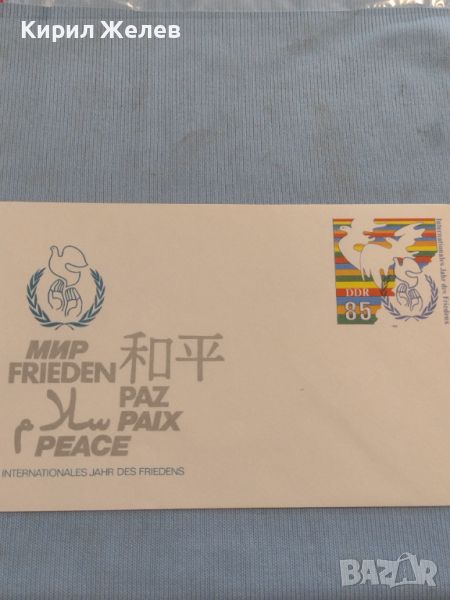 Кирил Желев
Internationales Jahr des Friedens
DDR
85
МИР
和平
FRIEDEN
PAZ
سلام
PAIX
PEACE
INTERNATIONALES JAHR DES FRIEDENS
BAZAR